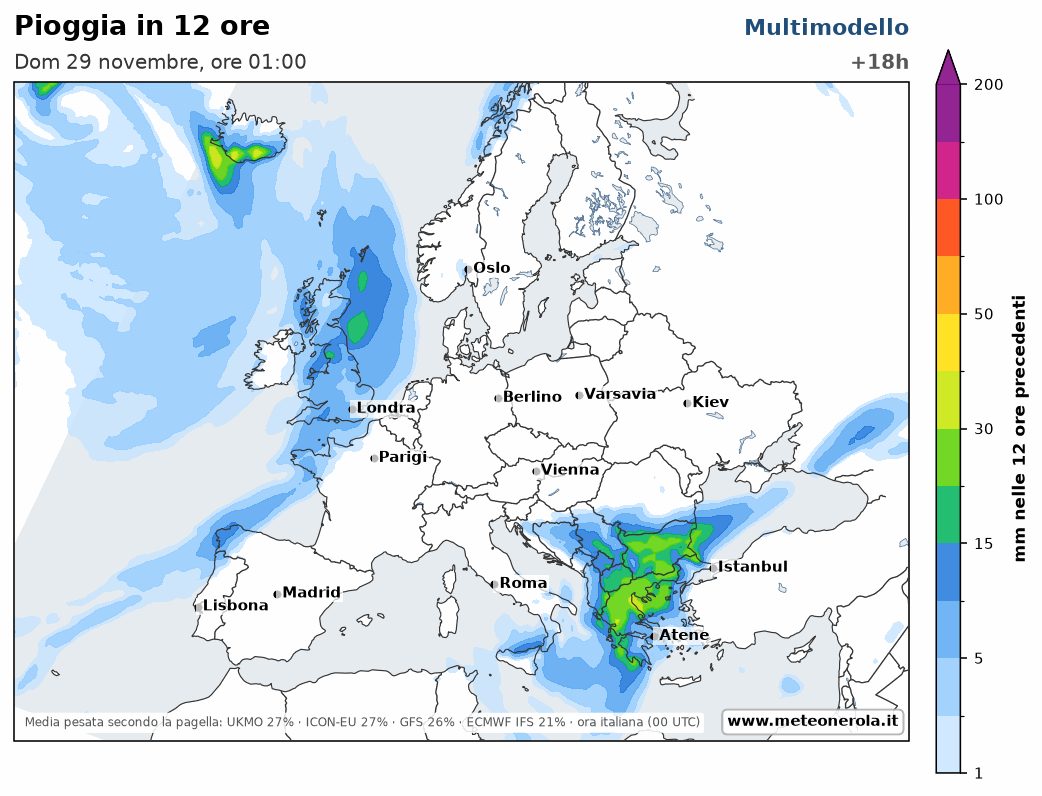 Pioggia in 12 ore
Multimodello
Dom 29 novembre, ore 01:00
+18h
200
100
50
30
15
5
1
mm nelle 12 ore precedenti
Oslo
Berlino
Varsavia
Kiev
Londra
Parigi
Vienna
Istanbul
Roma
Madrid
Lisbona
Atene
Media pesata secondo la pagella: UKMO 27% · ICON-EU 27% · GFS 26% · ECMWF IFS 21% · ora italiana (00 UTC)
www.meteonerola.it